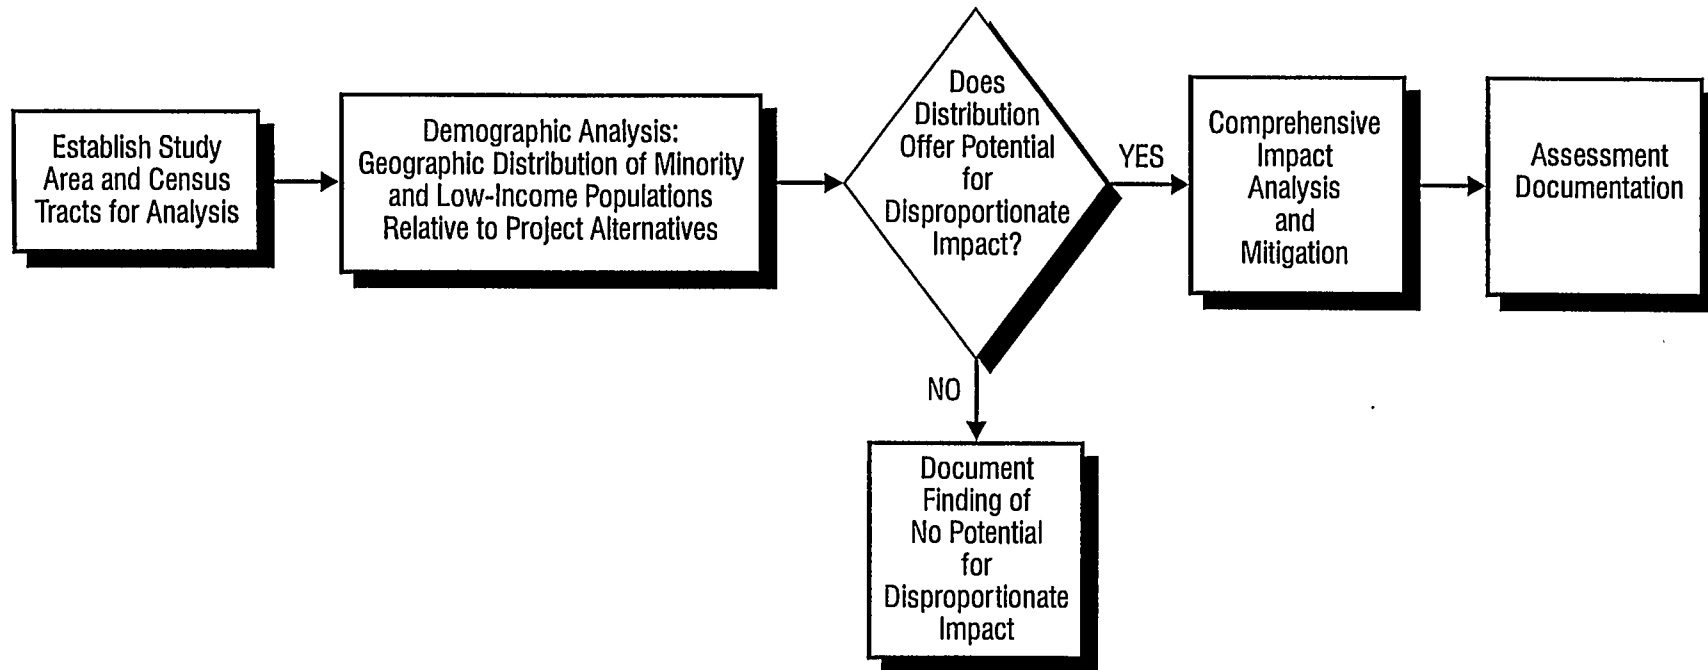 Establish Study
Area and Census
Tracts for Analysis
Demographic Analysis:
Geographic Distribution of Minority
and Low-Income Populations
Relative to Project Alternatives
Does
Distribution
Offer Potential
for
Disproportionate
Impact?
YES
Comprehensive
Impact
Analysis
and
Mitigation
Assessment
Documentation
NO
Document
Finding of
No Potential
for
Disproportionate
Impact